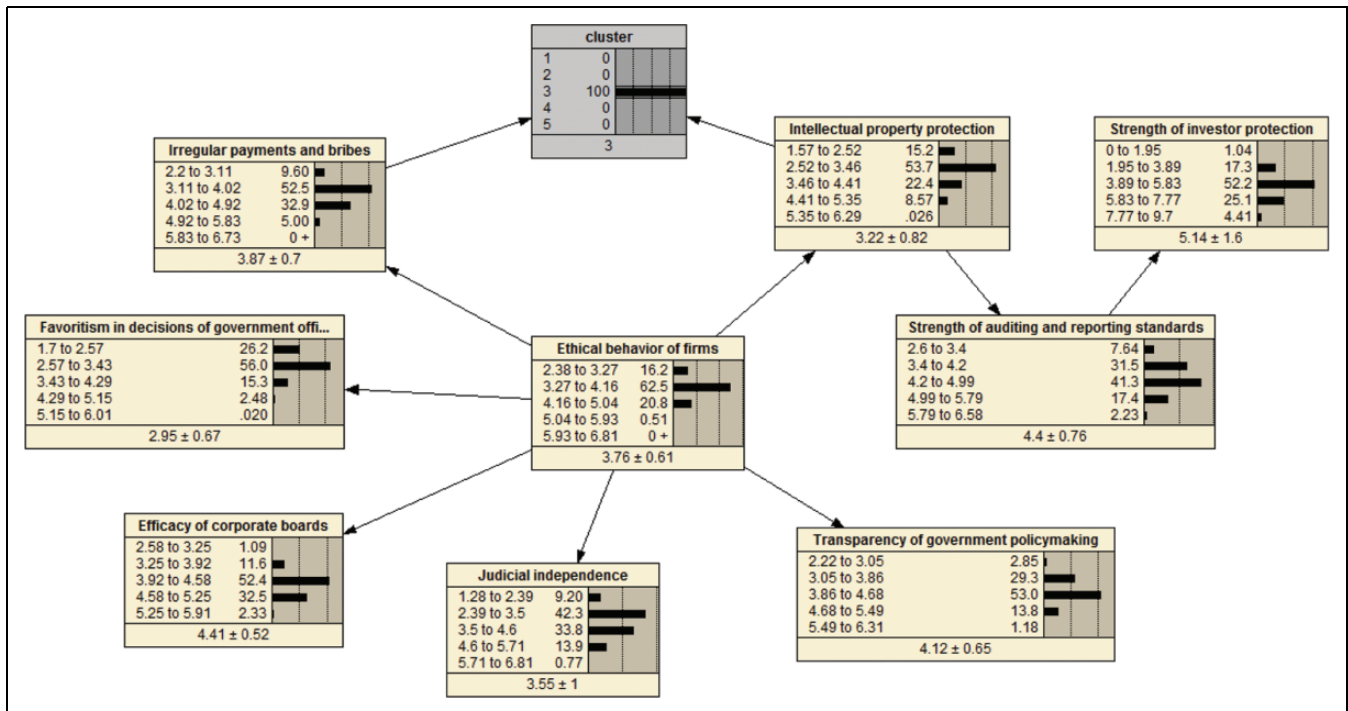 cluster
1 0
2 0
3 100
4 0
5 0
3
Irregular payments and bribes
2.2 to 3.11 9.60
3.11 to 4.02 52.5
4.02 to 4.92 32.9
4.92 to 5.83 5.00
5.83 to 6.73 0 +
3.87 ± 0.7
Intellectual property protection
1.57 to 2.52 15.2
2.52 to 3.46 53.7
3.46 to 4.41 22.4
4.41 to 5.35 8.57
5.35 to 6.29 .026
3.22 ± 0.82
Strength of investor protection
0 to 1.95 1.04
1.95 to 3.89 17.3
3.89 to 5.83 52.2
5.83 to 7.77 25.1
7.77 to 9.7 4.41
5.14 ± 1.6
Favoritism in decisions of government offi...
1.7 to 2.57 26.2
2.57 to 3.43 56.0
3.43 to 4.29 15.3
4.29 to 5.15 2.48
5.15 to 6.01 .020
2.95 ± 0.67
Ethical behavior of firms
2.38 to 3.27 16.2
3.27 to 4.16 62.5
4.16 to 5.04 20.8
5.04 to 5.93 0.51
5.93 to 6.81 0 +
3.76 ± 0.61
Strength of auditing and reporting standards
2.6 to 3.4 7.64
3.4 to 4.2 31.5
4.2 to 4.99 41.3
4.99 to 5.79 17.4
5.79 to 6.58 2.23
4.4 ± 0.76
Efficacy of corporate boards
2.58 to 3.25 1.09
3.25 to 3.92 11.6
3.92 to 4.58 52.4
4.58 to 5.25 32.5
5.25 to 5.91 2.33
4.41 ± 0.52
Judicial independence
1.28 to 2.39 9.20
2.39 to 3.5 42.3
3.5 to 4.6 33.8
4.6 to 5.71 13.9
5.71 to 6.81 0.77
3.55 ± 1
Transparency of government policymaking
2.22 to 3.05 2.85
3.05 to 3.86 29.3
3.86 to 4.68 53.0
4.68 to 5.49 13.8
5.49 to 6.31 1.18
4.12 ± 0.65